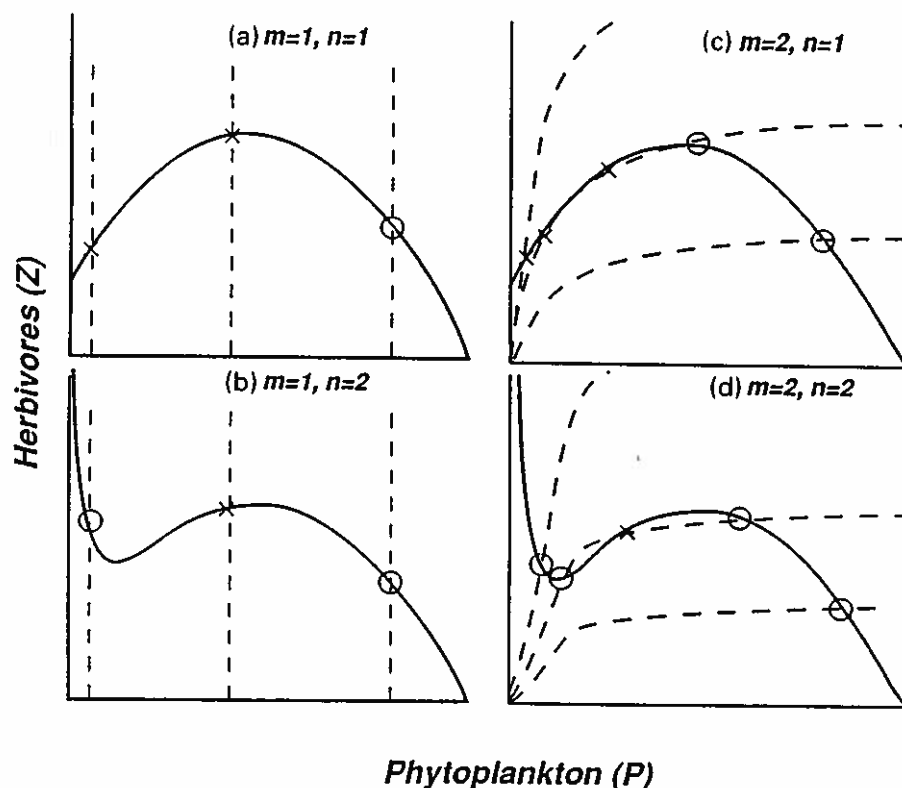 (a) m=1, n=1
(c) m=2, n=1
(b) m=1, n=2
(d) m=2, n=2
Herbivores (Z)
Phytoplankton (P)